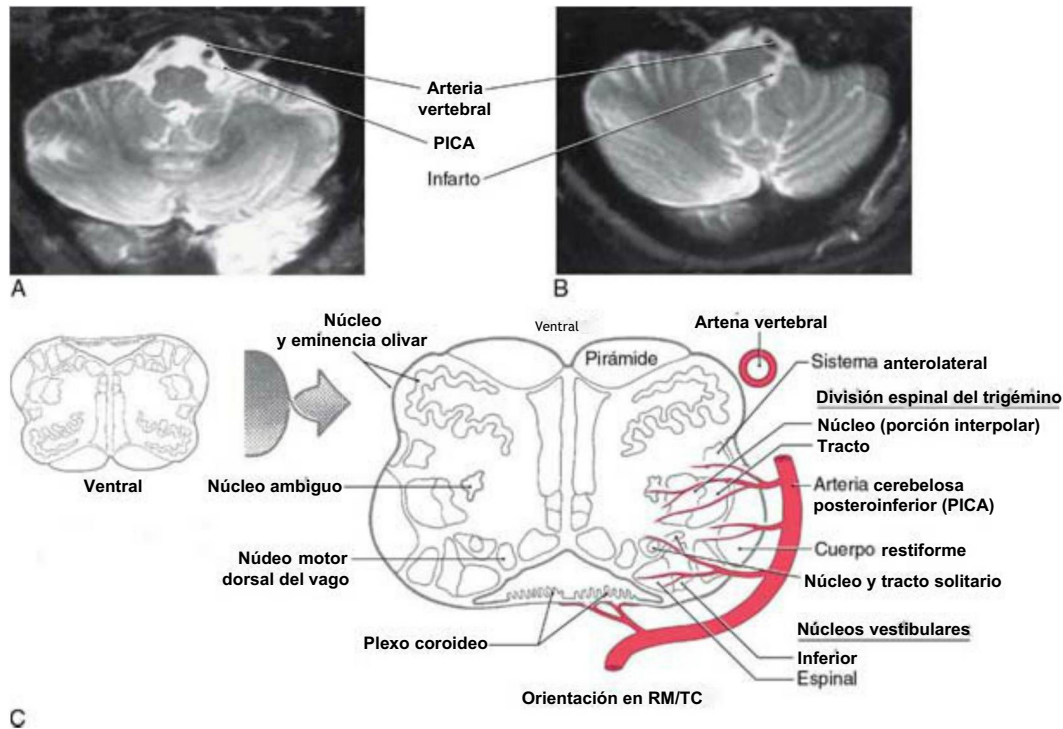 Arteria
vertebral
PICA
Infarto
A
B
Núcleo
y eminencia olivar
Ventral
Pirámide
Artena vertebral
Sistema anterolateral
División espinal del trigémino
Núcleo (porción interpolar)
Tracto
Ventral
Núcleo ambiguo
Arteria cerebelosa
posteroinferior (PICA)
Núdeo motor
dorsal del vago
Cuerpo restiforme
Núcleo y tracto solitario
Plexo coroideo
Núcleos vestibulares
Inferior
Espinal
Orientación en RM/TC
C